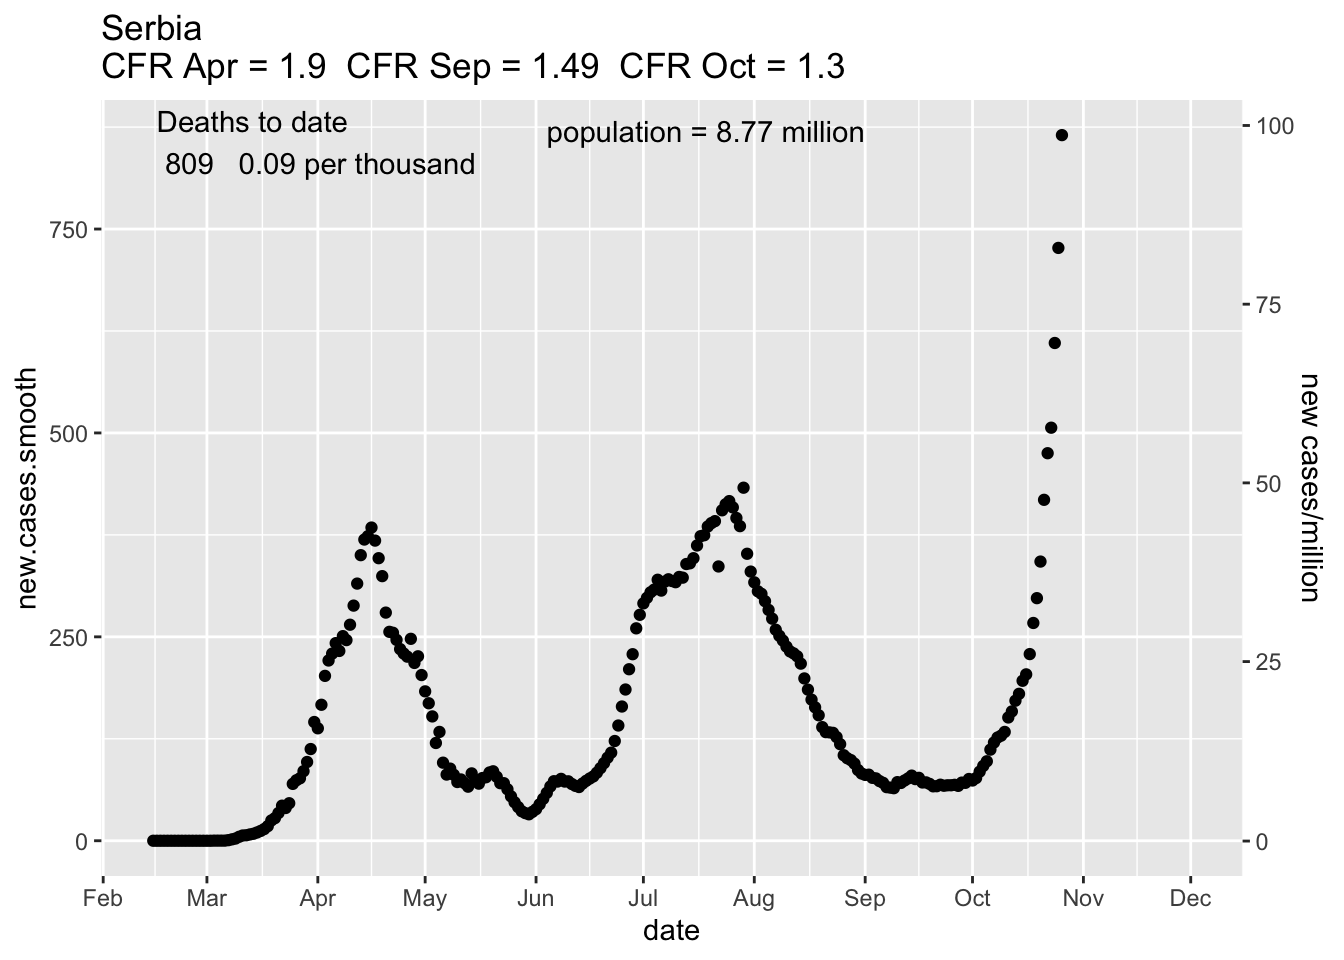 Serbia
CFR Apr = 1.9  CFR Sep = 1.49  CFR Oct = 1.3
Deaths to date
809   0.09 per thousand
population = 8.77 million
new.cases.smooth
750
500
250
0
100
75
50
25
0
new cases/million
Feb Mar Apr May Jun Jul Aug Sep Oct Nov Dec
date